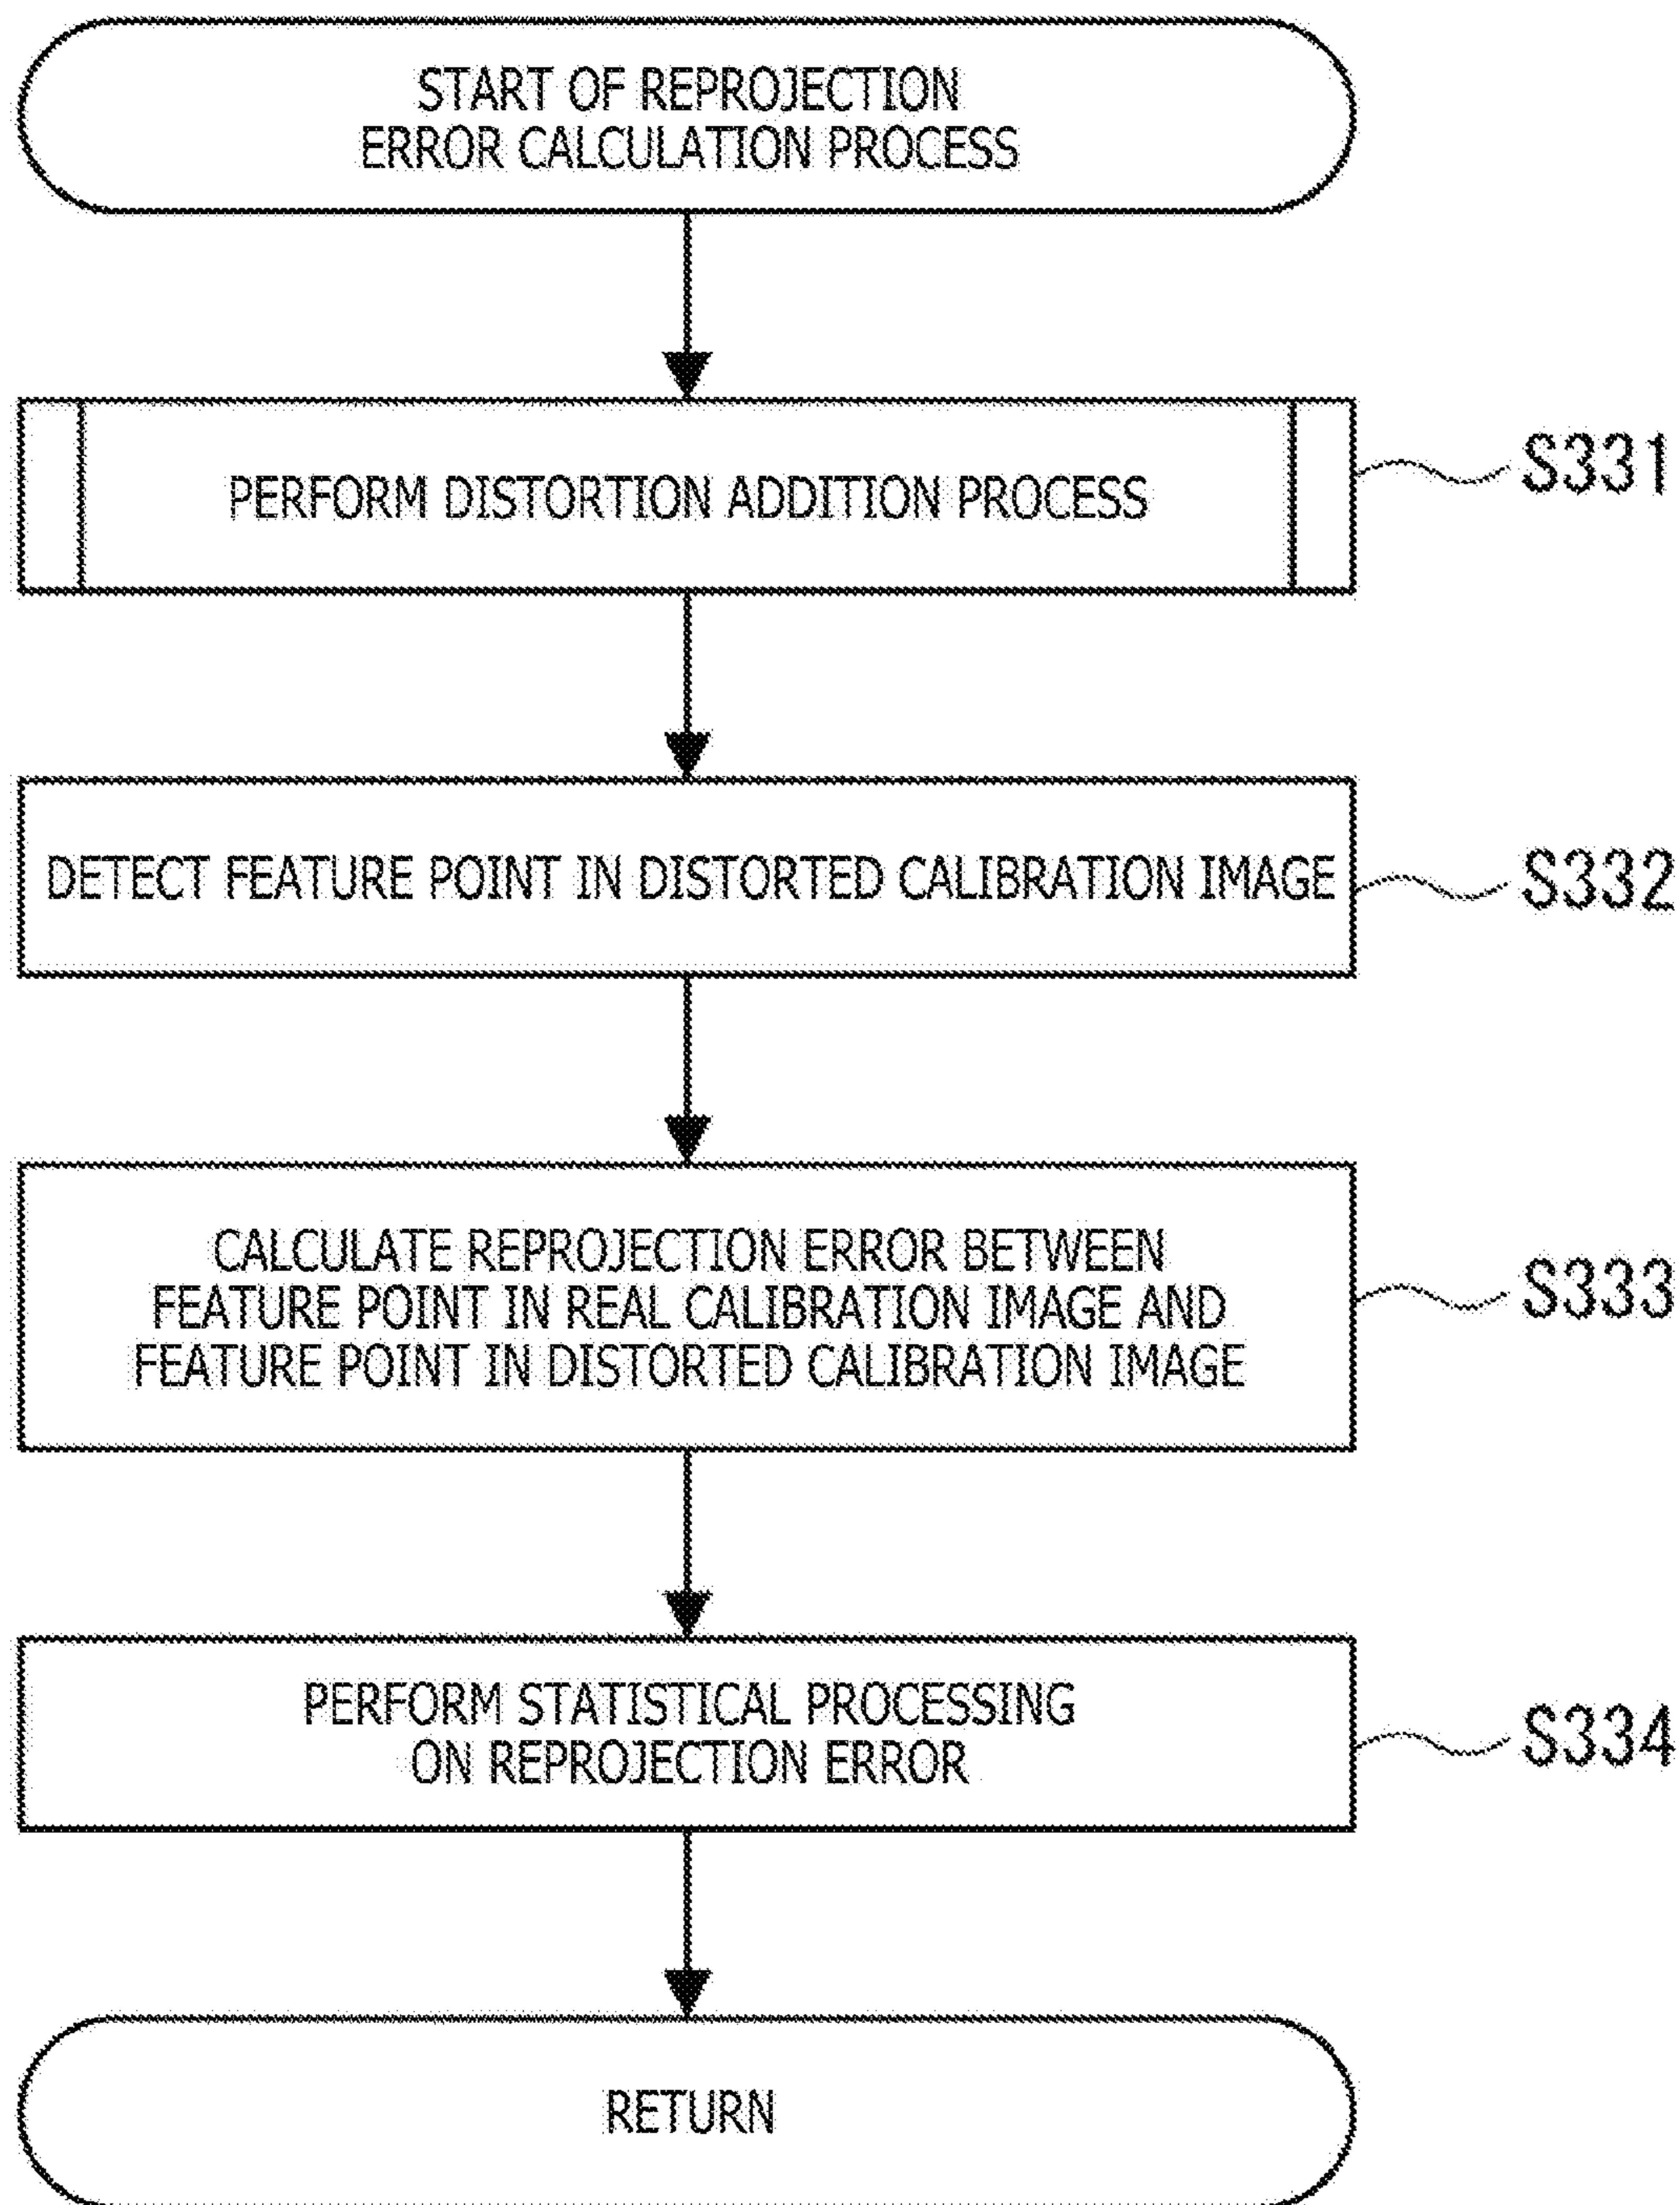 START OF REPROJECTION
ERROR CALCULATION PROCESS
PERFORM DISTORTION ADDITION PROCESS
S331
DETECT FEATURE POINT IN DISTORTED CALIBRATION IMAGE
S332
CALCULATE REPROJECTION ERROR BETWEEN
FEATURE POINT IN REAL CALIBRATION IMAGE AND
FEATURE POINT IN DISTORTED CALIBRATION IMAGE
S333
PERFORM STATISTICAL PROCESSING
ON REPROJECTION ERROR
S334
RETURN